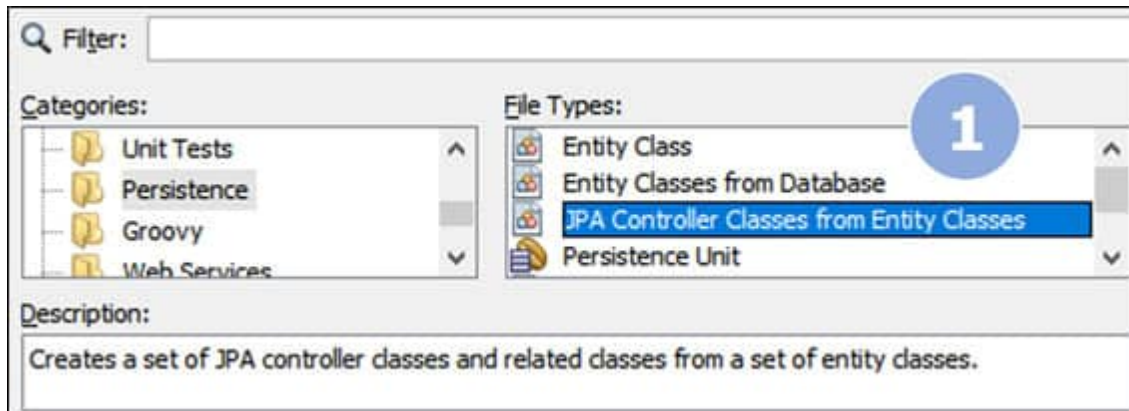 Filter:
Categories:
Unit Tests
Persistence
Groovy
Web Services
File Types:
1
Entity Class
Entity Classes from Database
JPA Controller Classes from Entity Classes
Persistence Unit
Description:
Creates a set of JPA controller classes and related classes from a set of entity classes.